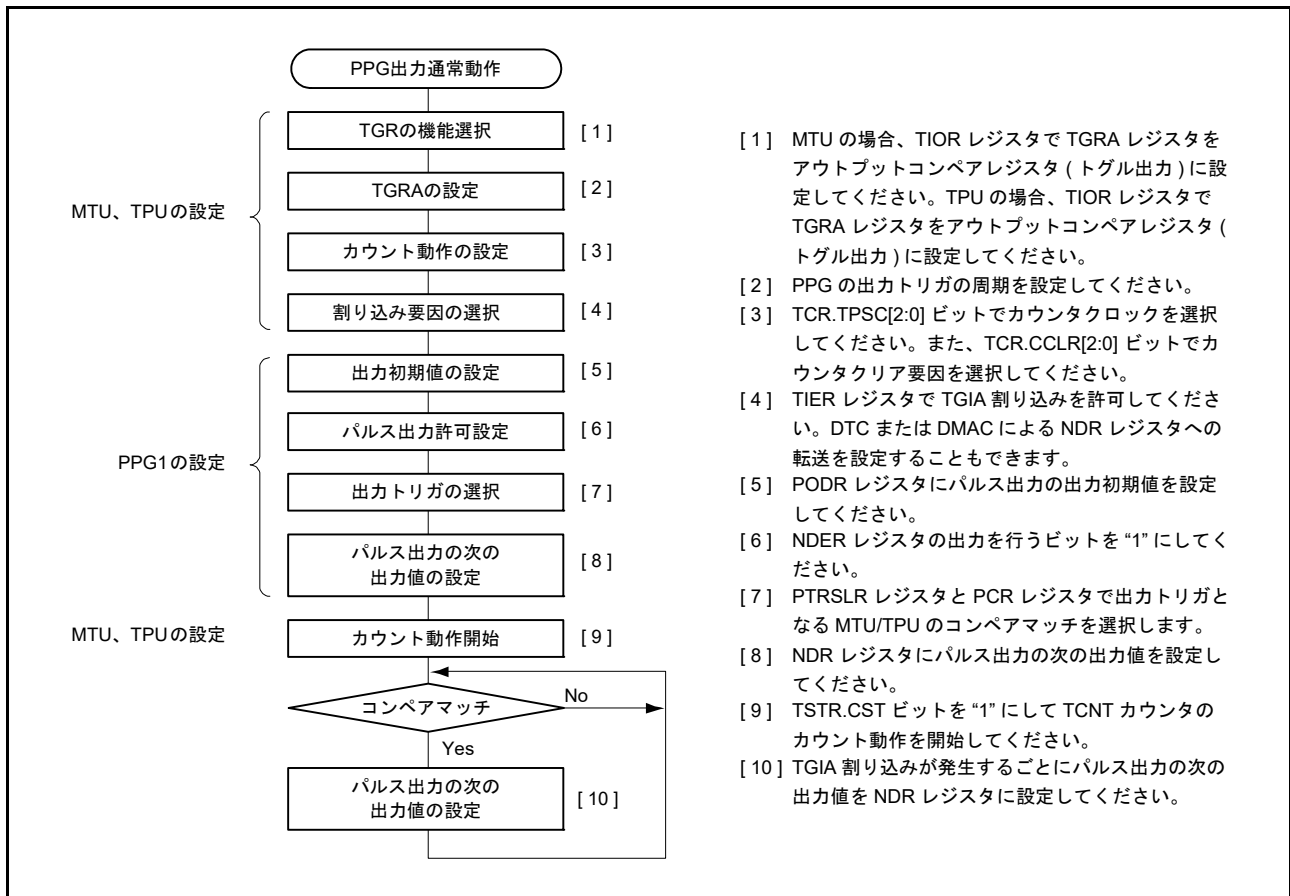 PPG出力通常動作
TGRの機能選択 [ 1 ]
TGRAの設定 [ 2 ]
MTU、TPUの設定
カウント動作の設定 [ 3 ]
割り込み要因の選択 [ 4 ]
出力初期値の設定 [ 5 ]
パルス出力許可設定 [ 6 ]
PPG1の設定
出力トリガの選択 [ 7 ]
パルス出力の次の
出力値の設定 [ 8 ]
MTU、TPUの設定
カウント動作開始 [ 9 ]
コンペアマッチ
No
Yes
パルス出力の次の
出力値の設定 [ 10 ]
[ 1 ] MTU の場合、TIOR レジスタで TGRA レジスタを
アウトプットコンペアレジスタ ( トグル出力 ) に設
定してください。TPU の場合、TIOR レジスタで
TGRA レジスタをアウトプットコンペアレジスタ (
トグル出力 ) に設定してください。
[ 2 ] PPG の出力トリガの周期を設定してください。
[ 3 ] TCR.TPSC[2:0] ビットでカウンタクロックを選択
してください。また、TCR.CCLR[2:0] ビットでカ
ウンタクリア要因を選択してください。
[ 4 ] TIER レジスタで TGIA 割り込みを許可してくださ
い。DTC または DMAC による NDR レジスタへの
転送を設定することもできます。
[ 5 ] PODR レジスタにパルス出力の出力初期値を設定
してください。
[ 6 ] NDER レジスタの出力を行うビットを “1” にしてく
ださい。
[ 7 ] PTRSLR レジスタと PCR レジスタで出力トリガと
なる MTU/TPU のコンペアマッチを選択します。
[ 8 ] NDR レジスタにパルス出力の次の出力値を設定し
てください。
[ 9 ] TSTR.CST ビットを “1” にして TCNT カウンタの
カウント動作を開始してください。
[ 10 ] TGIA 割り込みが発生するごとにパルス出力の次の
出力値を NDR レジスタに設定してください。